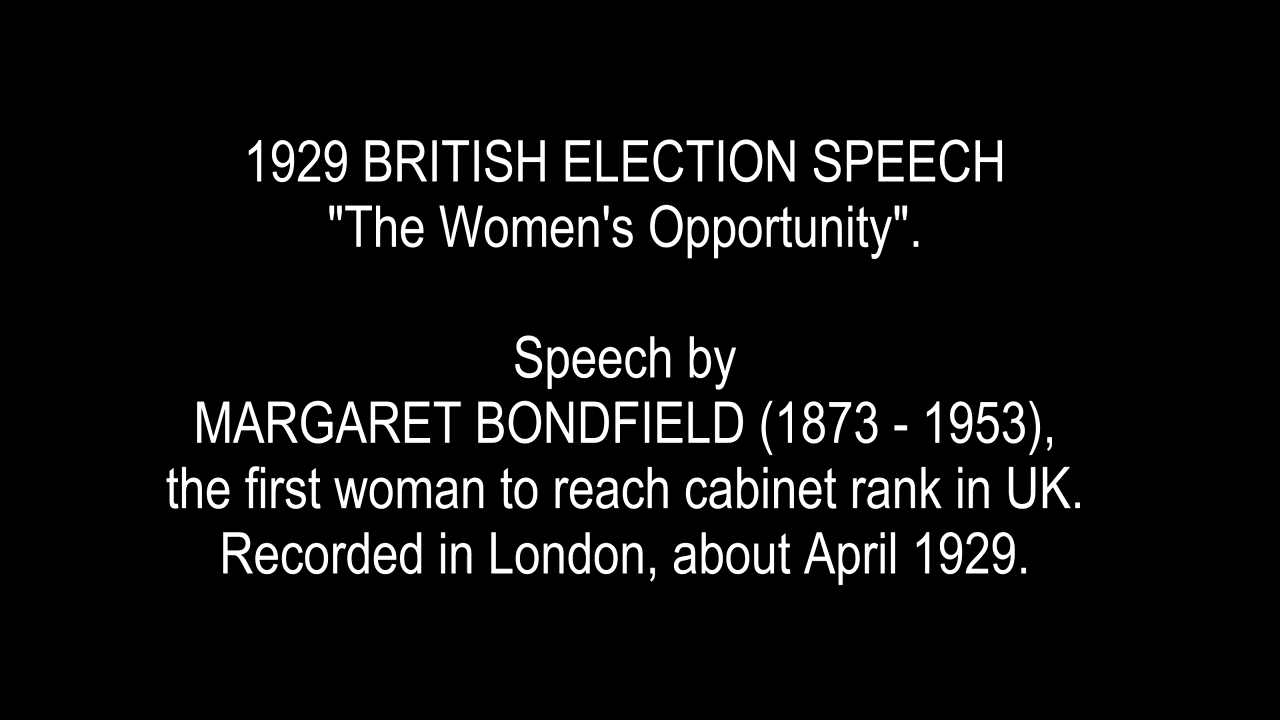 1929 BRITISH ELECTION SPEECH
"The Women's Opportunity".
Speech by
MARGARET BONDFIELD (1873 - 1953),
the first woman to reach cabinet rank in UK.
Recorded in London, about April 1929.